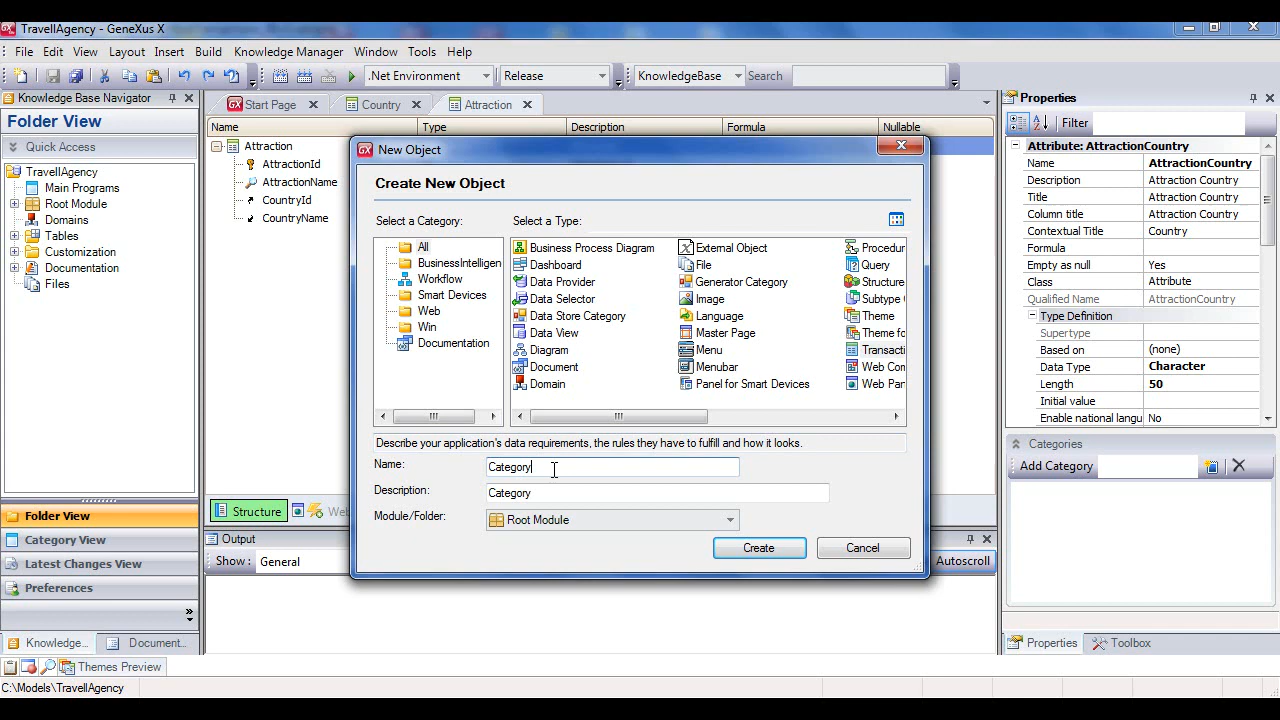 TravellAgency - GeneXus X
File Edit View Layout Insert Build Knowledge Manager Window Tools Help
.Net Environment Release KnowledgeBase Search
Knowledge Base Navigator
Folder View
Quick Access
TravellAgency
Main Programs
Root Module
Domains
Tables
Customization
Documentation
Files
Folder View
Category View
Latest Changes View
Preferences
Knowledge... Document...
Themes Preview
C:\Models\TravellAgency
Start Page Country Attraction
Name Type Description Formula Nullable
Attraction
AttractionId
AttractionName
CountryId
CountryName
Structure
Output
Show: General
Autoscroll
New Object
Create New Object
Select a Category:
All
BusinessIntelligen
Workflow
Smart Devices
Web
Win
Documentation
Select a Type:
Business Process Diagram External Object Procedur
Dashboard File Query
Data Provider Generator Category Structure
Data Selector Image Subtype
Data Store Category Language Theme
Data View Master Page Theme fo
Diagram Menu Transacti
Document Menubar Web Com
Domain Panel for Smart Devices Web Pan
Describe your application's data requirements, the rules they have to fulfill and how it looks.
Name: Category
Description: Category
Module/Folder: Root Module
Create Cancel
Properties
Filter
Attribute: AttractionCountry
Name AttractionCountry
Description Attraction Country
Title Attraction Country
Column title Attraction Country
Contextual Title Country
Formula
Empty as null Yes
Class Attribute
Qualified Name AttractionCountry
Type Definition
Supertype
Based on (none)
Data Type Character
Length 50
Initial value
Enable national langu No
Categories
Add Category
Properties Toolbox